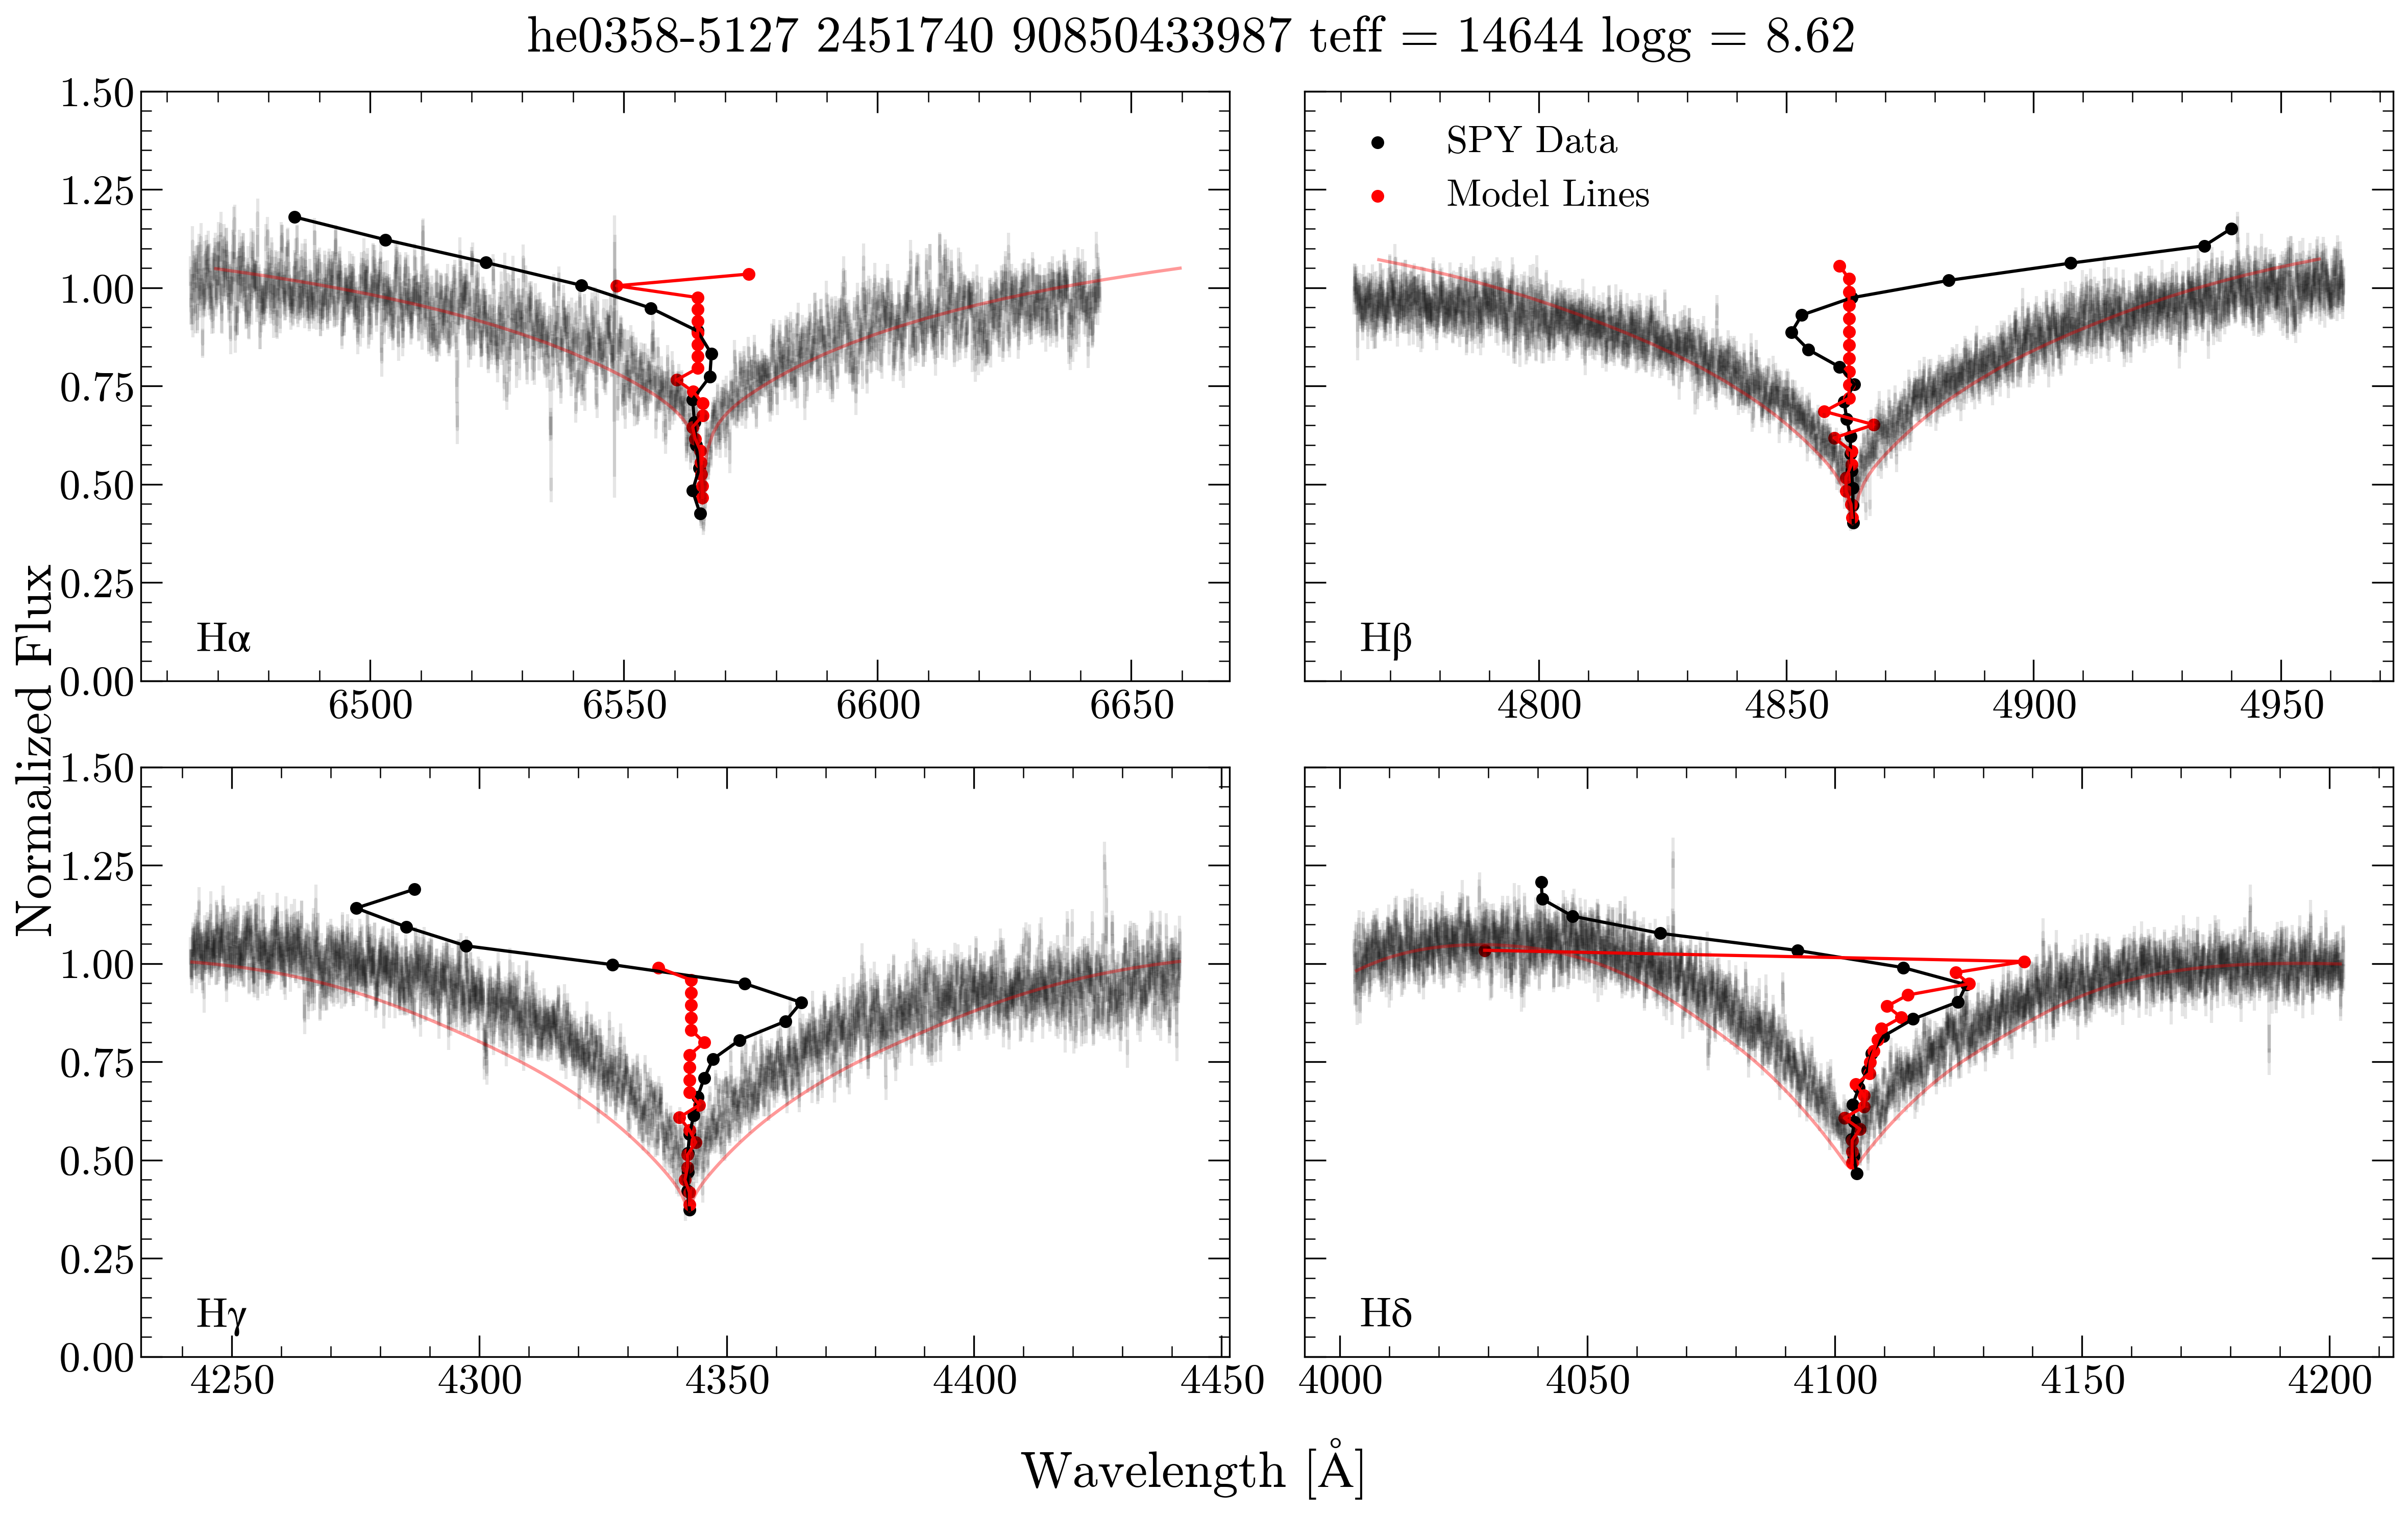 he0358-5127 2451740 90850433987 teff = 14644 logg = 8.62
Normalized Flux
1.50
1.25
1.00
0.75
0.50
0.25
0.00
Hα
6500 6550 6600 6650
SPY Data
Model Lines
Hβ
4800 4850 4900 4950
1.50
1.25
1.00
0.75
0.50
0.25
0.00
Hγ
4250 4300 4350 4400 4450
Hδ
4000 4050 4100 4150 4200
Wavelength [Å]